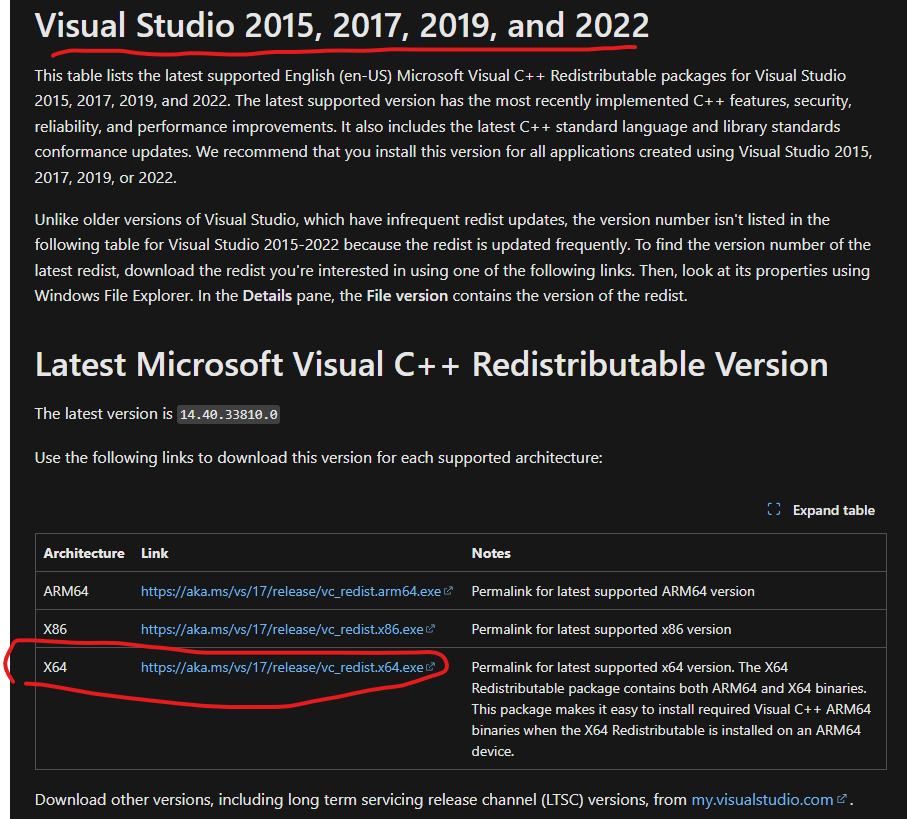 Visual Studio 2015, 2017, 2019, and 2022
This table lists the latest supported English (en-US) Microsoft Visual C++ Redistributable packages for Visual Studio
2015, 2017, 2019, and 2022. The latest supported version has the most recently implemented C++ features, security,
reliability, and performance improvements. It also includes the latest C++ standard language and library standards
conformance updates. We recommend that you install this version for all applications created using Visual Studio 2015,
2017, 2019, or 2022.
Unlike older versions of Visual Studio, which have infrequent redist updates, the version number isn't listed in the
following table for Visual Studio 2015-2022 because the redist is updated frequently. To find the version number of the
latest redist, download the redist you're interested in using one of the following links. Then, look at its properties using
Windows File Explorer. In the Details pane, the File version contains the version of the redist.
Latest Microsoft Visual C++ Redistributable Version
The latest version is 14.40.33810.0
Use the following links to download this version for each supported architecture:
Expand table
Architecture Link Notes
ARM64 https://aka.ms/vs/17/release/vc_redist.arm64.exe Permalink for latest supported ARM64 version
X86 https://aka.ms/vs/17/release/vc_redist.x86.exe Permalink for latest supported x86 version
X64 https://aka.ms/vs/17/release/vc_redist.x64.exe Permalink for latest supported x64 version. The X64
Redistributable package contains both ARM64 and X64 binaries.
This package makes it easy to install required Visual C++ ARM64
binaries when the X64 Redistributable is installed on an ARM64
device.
Download other versions, including long term servicing release channel (LTSC) versions, from my.visualstudio.com.